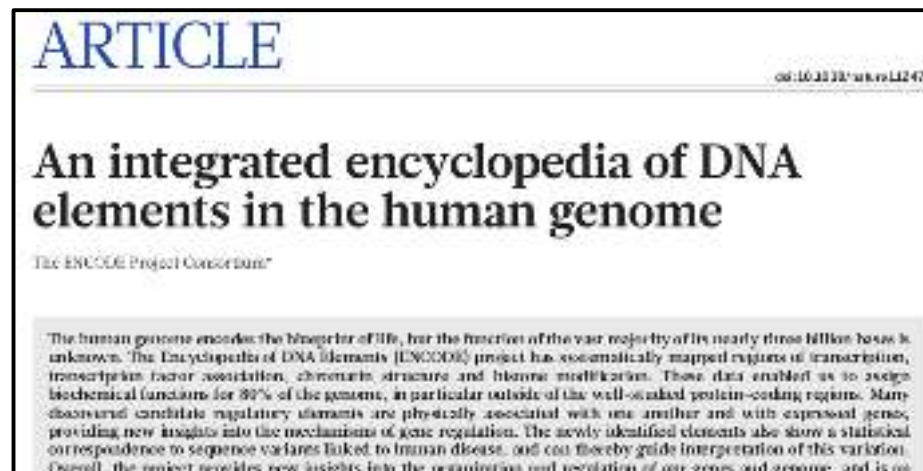 ARTICLE
doi:10.1038/nature11247
An integrated encyclopedia of DNA
elements in the human genome
The ENCODE Project Consortium*
The human genome encodes the blueprint of life, but the function of the vast majority of its nearly three billion bases is
unknown. The Encyclopedia of DNA Elements (ENCODE) project has systematically mapped regions of transcription,
transcription factor association, chromatin structure and histone modification. These data enabled us to assign
biochemical functions for 80% of the genome, in particular outside of the well-studied protein-coding regions. Many
discovered candidate regulatory elements are physically associated with one another and with expressed genes,
providing new insights into the mechanisms of gene regulation. The newly identified elements also show a statistical
correspondence to sequence variants linked to human disease, and can thereby guide interpretation of this variation.
Overall, the project provides new insights into the organization and regulation of our genes and genome, and is an